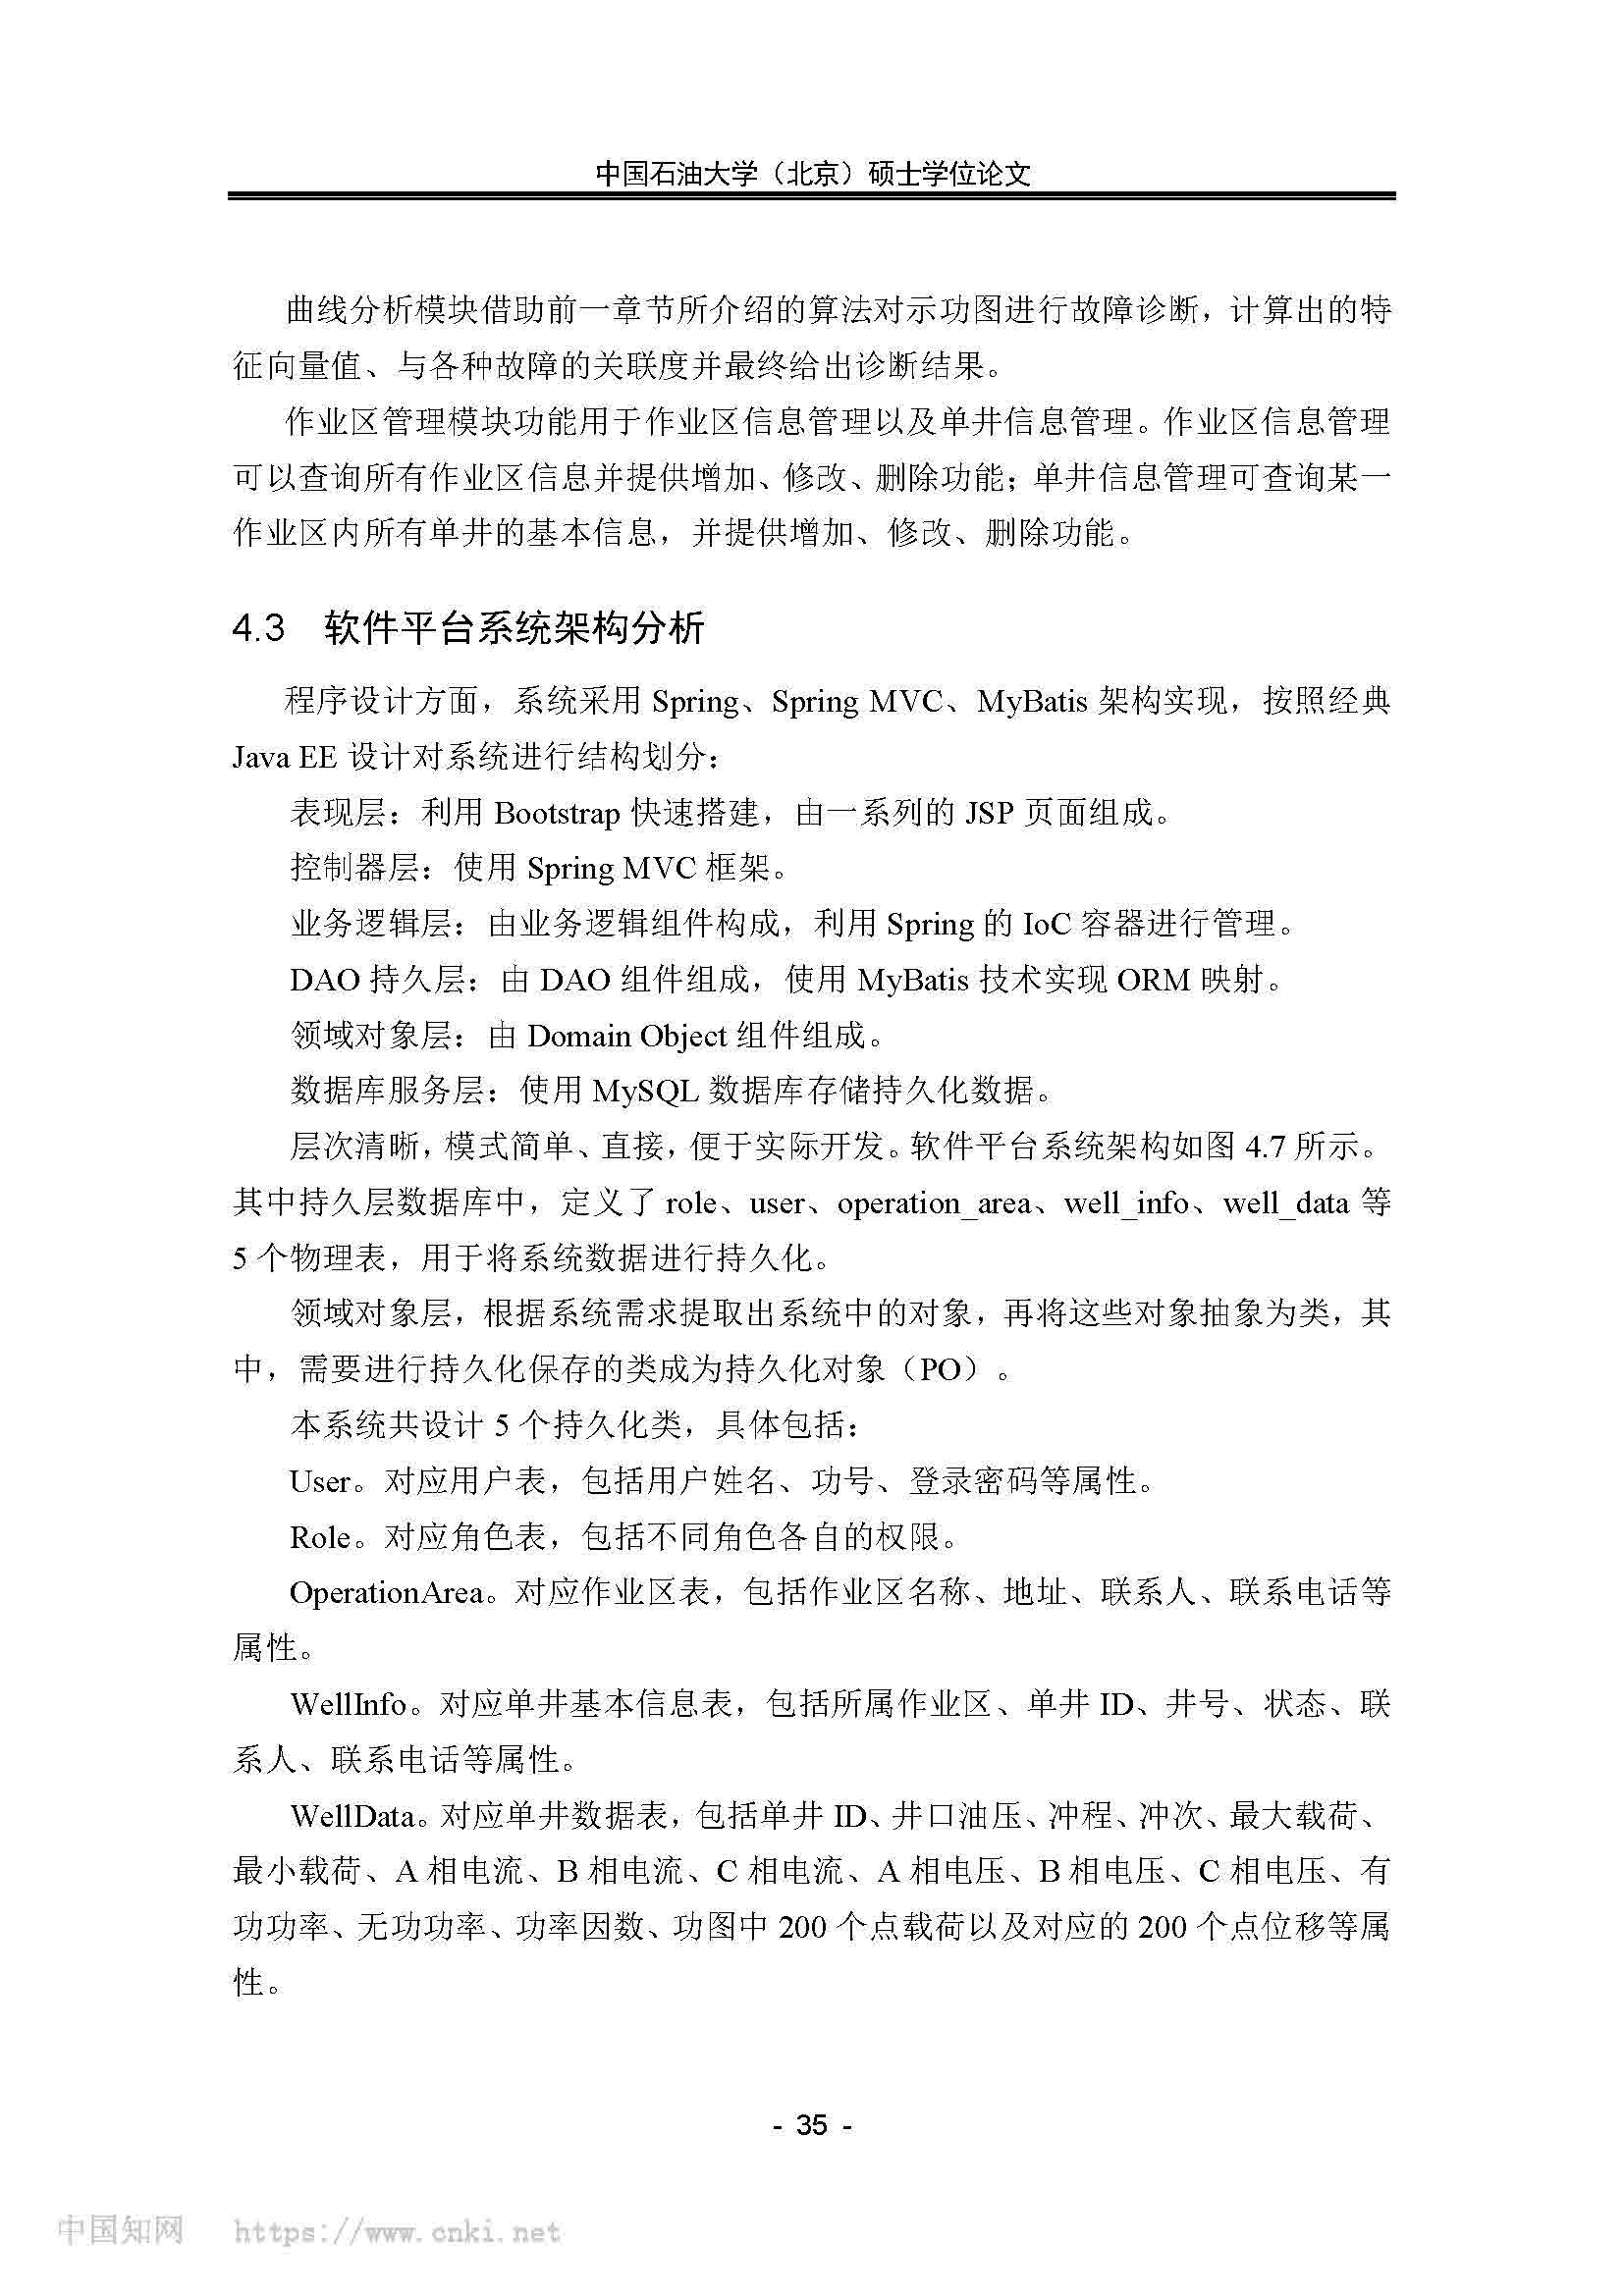 中国石油大学（北京）硕士学位论文
曲线分析模块借助前一章节所介绍的算法对示功图进行故障诊断，计算出的特
征向量值、与各种故障的关联度并最终给出诊断结果。
作业区管理模块功能用于作业区信息管理以及单井信息管理。作业区信息管理
可以查询所有作业区信息并提供增加、修改、删除功能；单井信息管理可查询某一
作业区内所有单井的基本信息，并提供增加、修改、删除功能。
4.3 软件平台系统架构分析
程序设计方面，系统采用 Spring、Spring MVC、MyBatis 架构实现，按照经典
Java EE 设计对系统进行结构划分：
表现层：利用 Bootstrap 快速搭建，由一系列的 JSP 页面组成。
控制器层：使用 Spring MVC 框架。
业务逻辑层：由业务逻辑组件构成，利用 Spring 的 IoC 容器进行管理。
DAO 持久层：由 DAO 组件组成，使用 MyBatis 技术实现 ORM 映射。
领域对象层：由 Domain Object 组件组成。
数据库服务层：使用 MySQL 数据库存储持久化数据。
层次清晰，模式简单、直接，便于实际开发。软件平台系统架构如图 4.7 所示。
其中持久层数据库中，定义了 role、user、operation_area、well_info、well_data 等
5 个物理表，用于将系统数据进行持久化。
领域对象层，根据系统需求提取出系统中的对象，再将这些对象抽象为类，其
中，需要进行持久化保存的类成为持久化对象（PO）。
本系统共设计 5 个持久化类，具体包括：
User。对应用户表，包括用户姓名、功号、登录密码等属性。
Role。对应角色表，包括不同角色各自的权限。
OperationArea。对应作业区表，包括作业区名称、地址、联系人、联系电话等
属性。
WellInfo。对应单井基本信息表，包括所属作业区、单井 ID、井号、状态、联
系人、联系电话等属性。
WellData。对应单井数据表，包括单井 ID、井口油压、冲程、冲次、最大载荷、
最小载荷、A 相电流、B 相电流、C 相电流、A 相电压、B 相电压、C 相电压、有
功功率、无功功率、功率因数、功图中 200 个点载荷以及对应的 200 个点位移等属
性。
- 35 -
中国知网 https://www.cnki.net